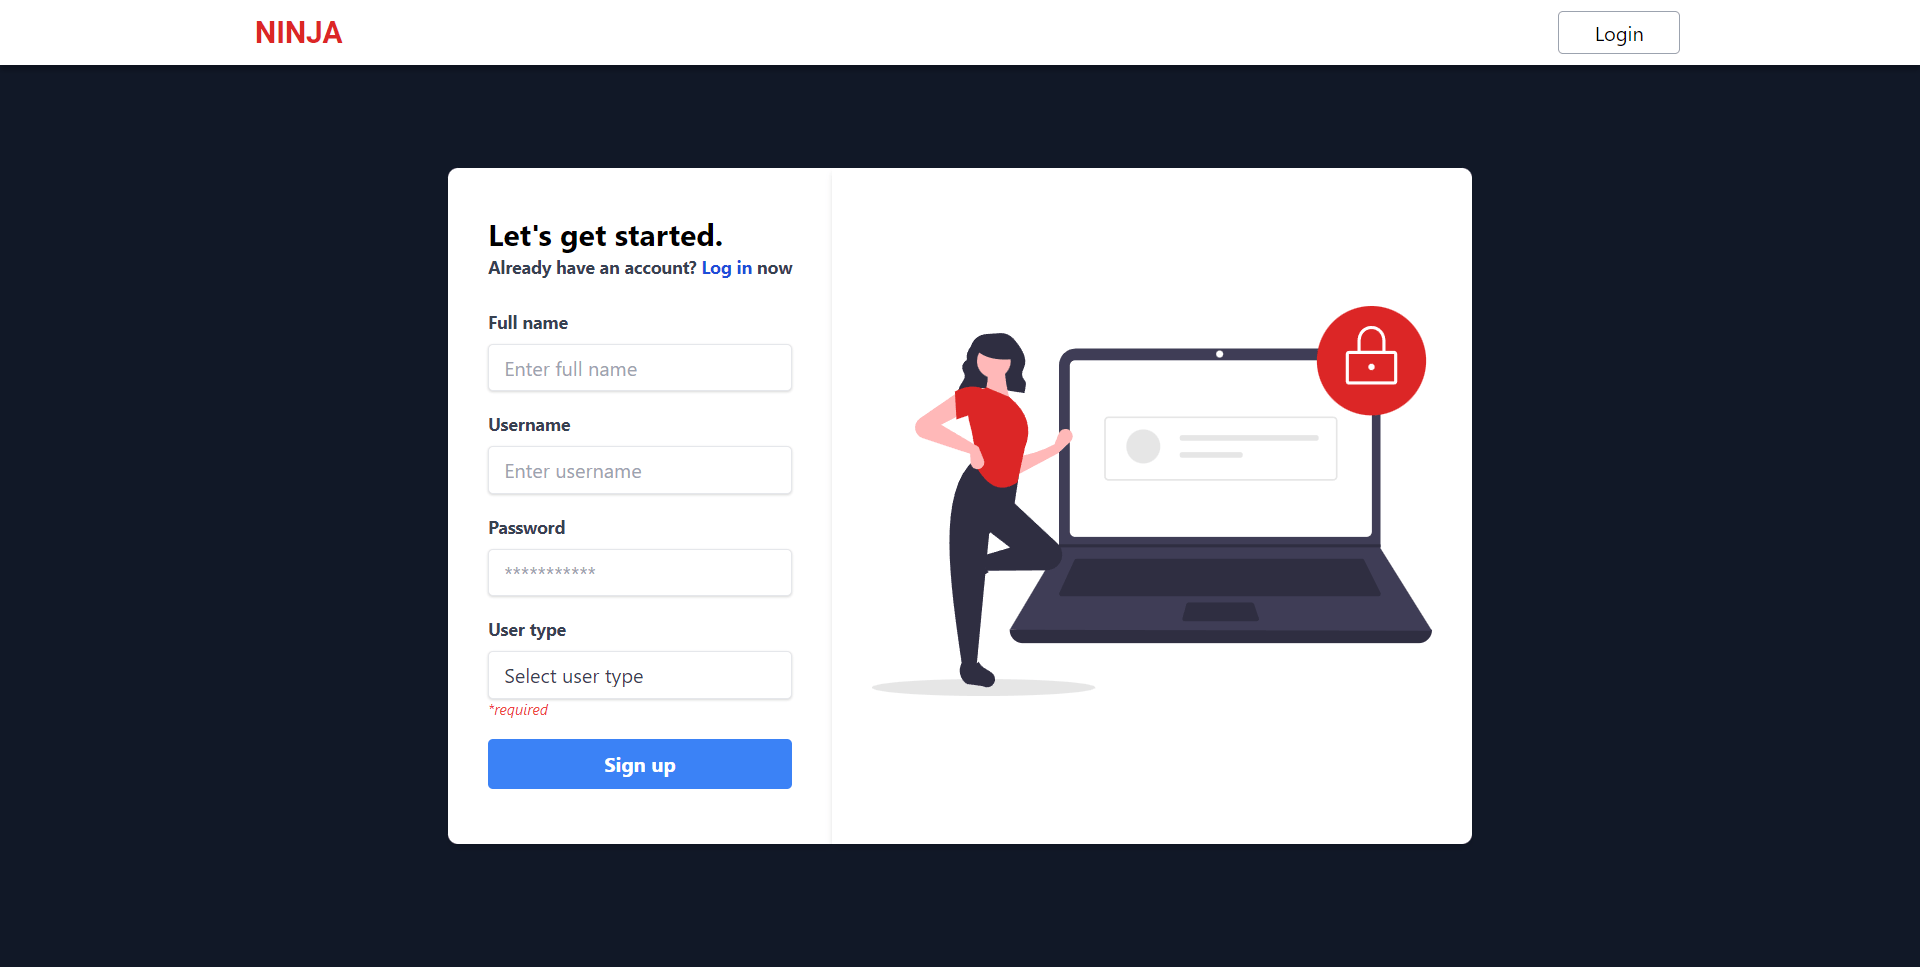 NINJA
Login
Let's get started.
Already have an account? Log in now
Full name
Enter full name
Username
Enter username
Password
***********
User type
Select user type
*required
Sign up